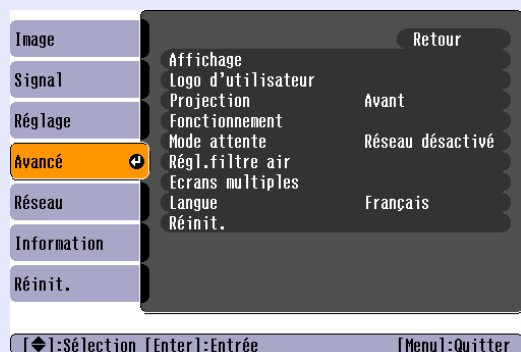 Image
Signal
Réglage
Avancé
Réseau
Information
Réinit.
Retour
Affichage
Logo d'utilisateur
Projection Avant
Fonctionnement
Mode attente Réseau désactivé
Régl.filtre air
Ecrans multiples
Langue Français
Réinit.
[◆]:Sélection [Enter]:Entrée [Menu]:Quitter